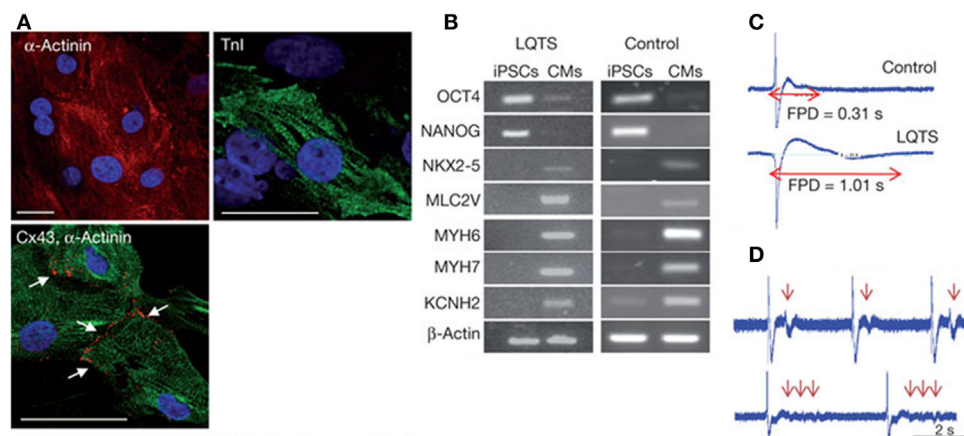 A
α-Actinin
TnI
Cx43, α-Actinin
B
LQTS
Control
iPSCs CMs
iPSCs CMs
OCT4
NANOG
NKX2-5
MLC2V
MYH6
MYH7
KCNH2
β-Actin
C
Control
FPD = 0.31 s
LQTS
FPD = 1.01 s
D
2 s